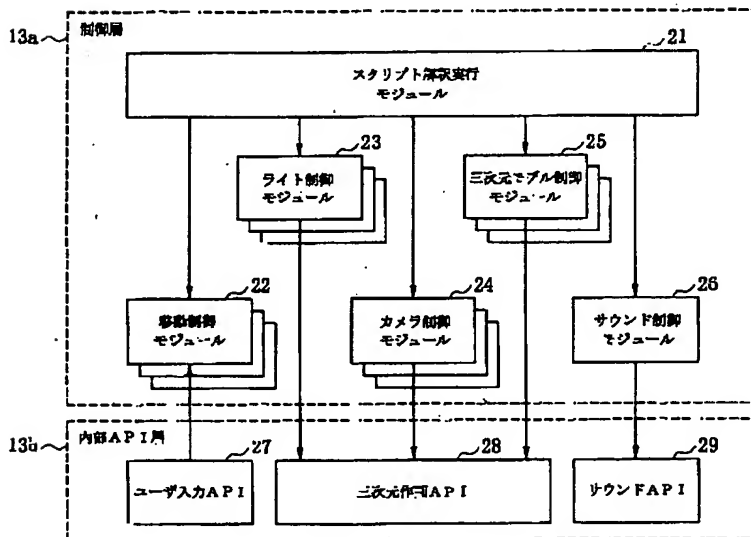 13a
制御層
21
スクリプト解釈実行
モジュール
23
ライト制御
モジュール
25
三次元モデル制御
モジュール
22
移動制御
モジュール
24
カメラ制御
モジュール
26
サウンド制御
モジュール
13b
内部API層
27
ユーザ入力API
28
三次元作図API
29
サウンドAPI